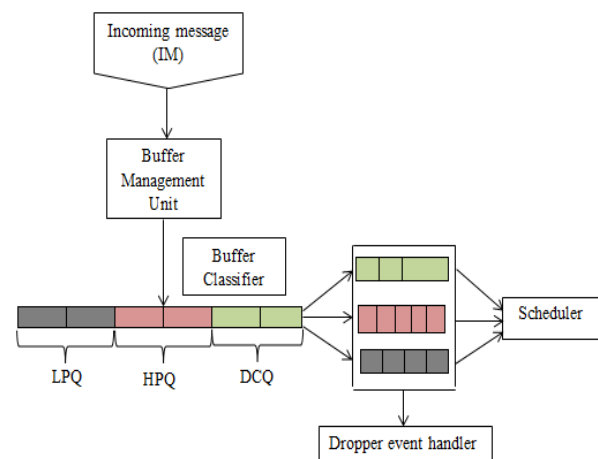 Incoming message
(IM)
Buffer
Management
Unit
Buffer
Classifier
Scheduler
LPQ
HPQ
DCQ
Dropper event handler